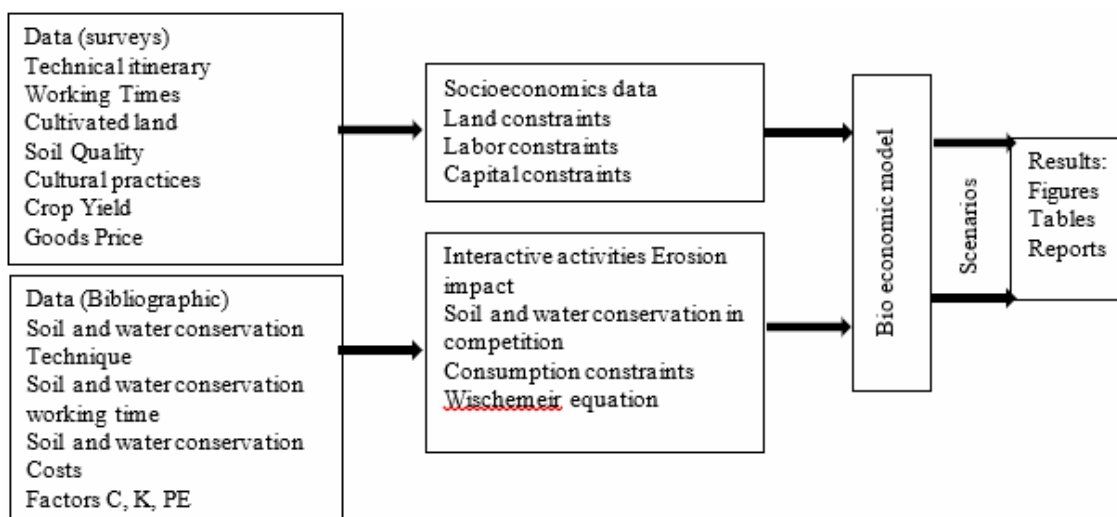 Data (surveys)
Technical itinerary
Working Times
Cultivated land
Soil Quality
Cultural practices
Crop Yield
Goods Price
Data (Bibliographic)
Soil and water conservation
Technique
Soil and water conservation
working time
Soil and water conservation
Costs
Factors C, K, PE
Socioeconomics data
Land constraints
Labor constraints
Capital constraints
Interactive activities Erosion
impact
Soil and water conservation in
competition
Consumption constraints
Wischemeir equation
Bio economic model
Scenarios
Results:
Figures
Tables
Reports